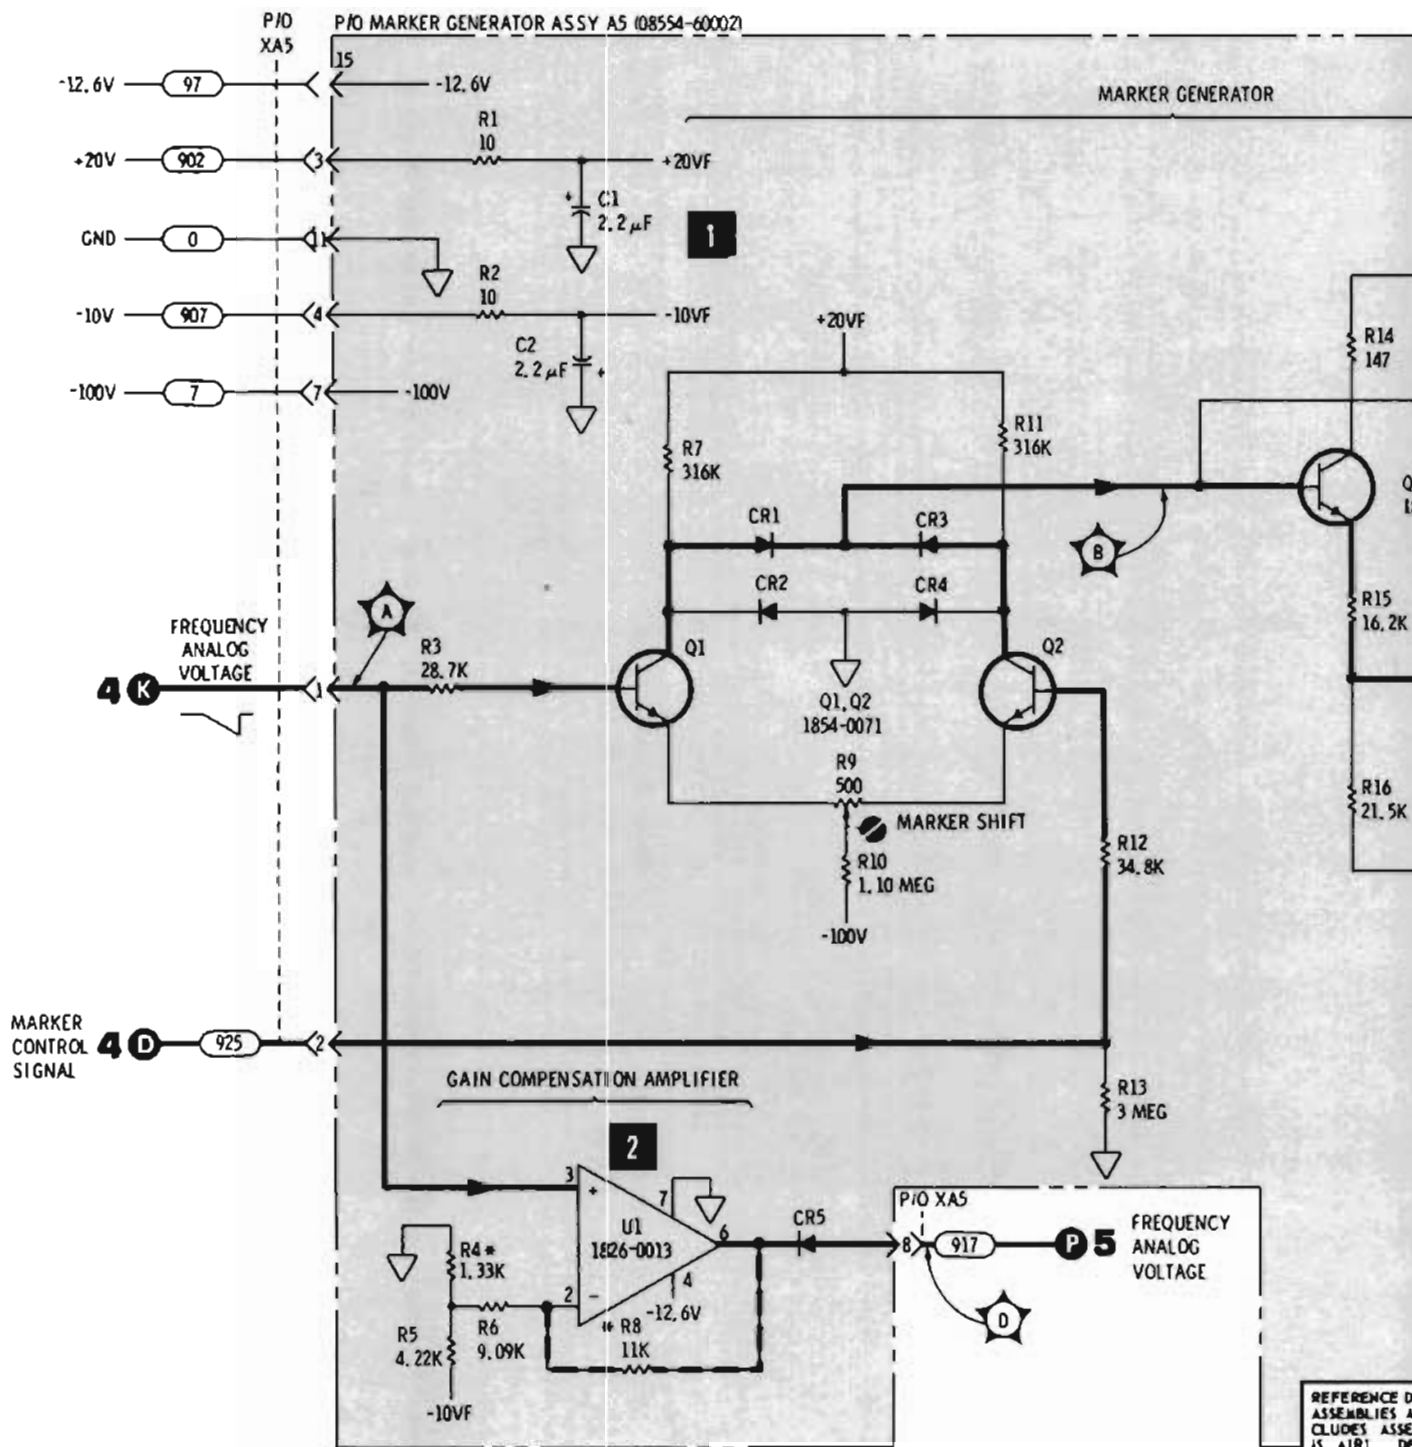 P/O
XA5
P/O MARKER GENERATOR ASSY A5 (08554-60002)
15
-12.6V 97 -12.6V
MARKER GENERATOR
R1
10
+20V 902 3 +20VF
C1
2.2µF
+
1
GND 0 11
R2
10
-10V 907 4 -10VF
C2
2.2µF
+
+20VF
R14
147
-100V 7 7 -100V
R7
316K
R11
316K
CR1
CR3
B
CR2
CR4
A
R15
16.2K
FREQUENCY
ANALOG
VOLTAGE
R3
28.7K
Q1
Q2
4 K 1
Q1, Q2
1854-0071
R9
500
MARKER SHIFT
R16
21.5K
R10
1.10 MEG
R12
34.8K
-100V
MARKER
CONTROL
SIGNAL
4 D 925 2
GAIN COMPENSATION AMPLIFIER
R13
3 MEG
2
3
+
7
U1
1826-0013
6
CR5
P/O XA5
8 917 P 5
FREQUENCY
ANALOG
VOLTAGE
R4*
1.33K
4
-12.6V
2
-
D
R5
4.22K
R6
9.09K
* R8
11K
-10VF
REFERENCE D
ASSEMBLIES A
CLUDES ASSE